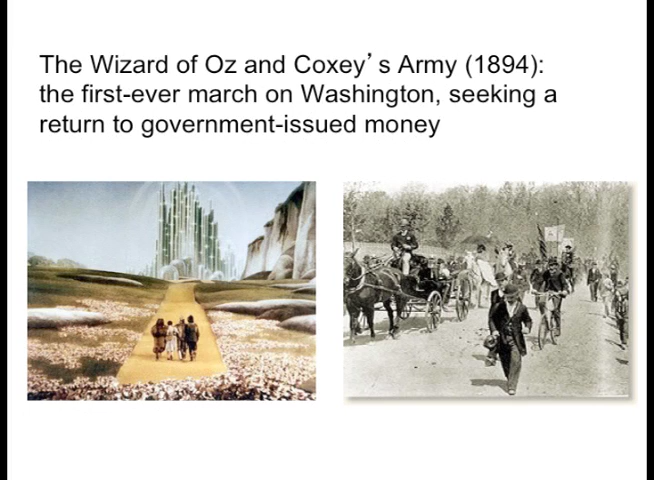 The Wizard of Oz and Coxey’s Army (1894):
the first-ever march on Washington, seeking a
return to government-issued money